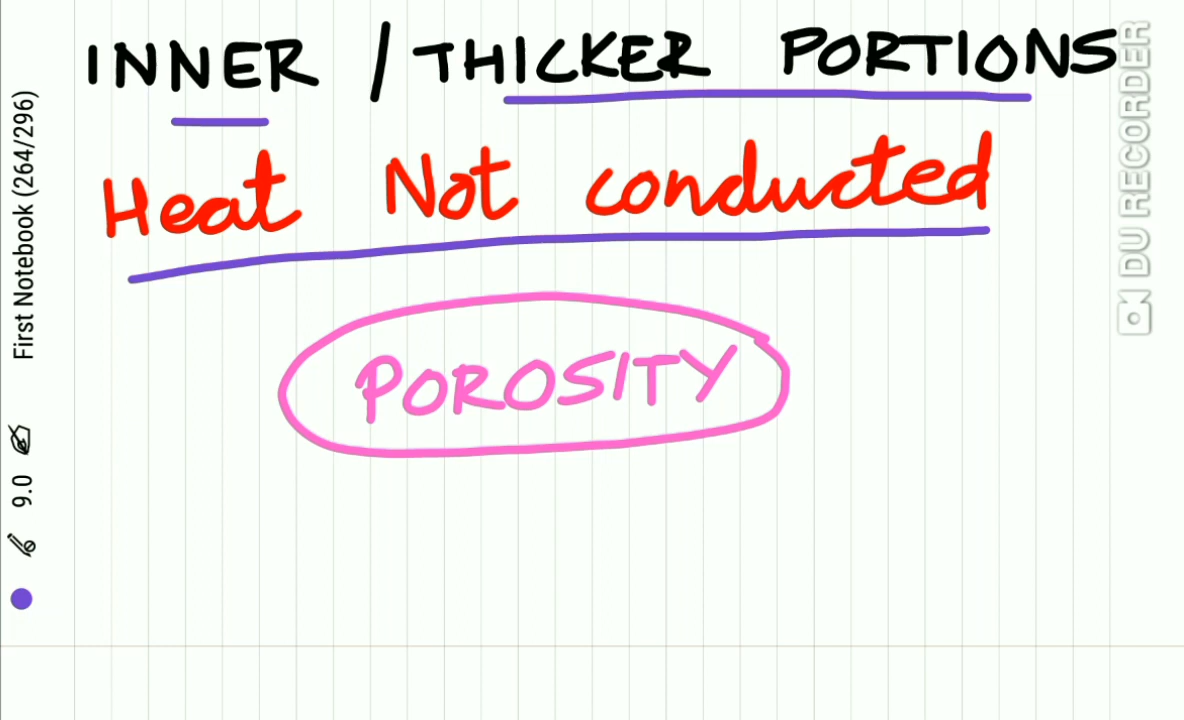 INNER / THICKER PORTIONS
Heat Not conducted
POROSITY
First Notebook (264/296)
9.0
DU RECORDER